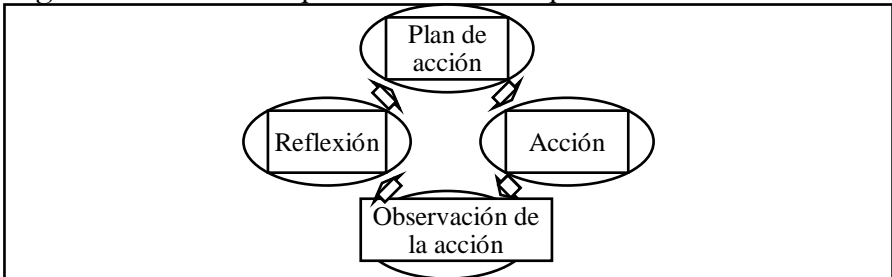 Plan de
acción
Reflexión
Acción
Observación de
la acción